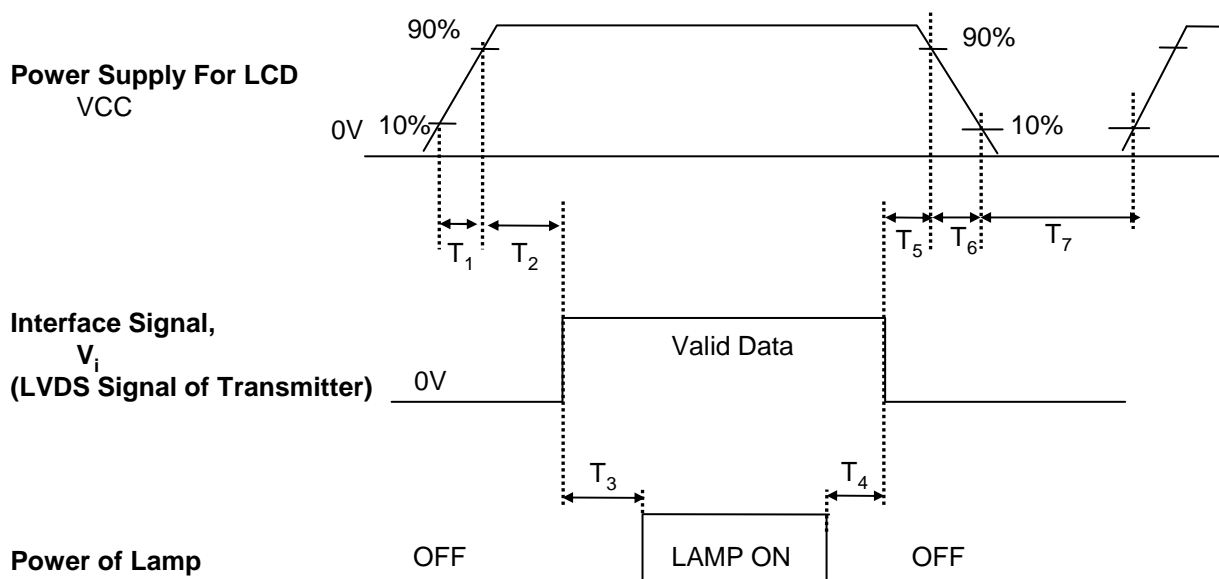 90%
90%
Power Supply For LCD
VCC
0V
10%
10%
T1
T2
T5
T6
T7
Interface Signal,
Vi
(LVDS Signal of Transmitter)
0V
Valid Data
T3
T4
Power of Lamp
OFF
LAMP ON
OFF